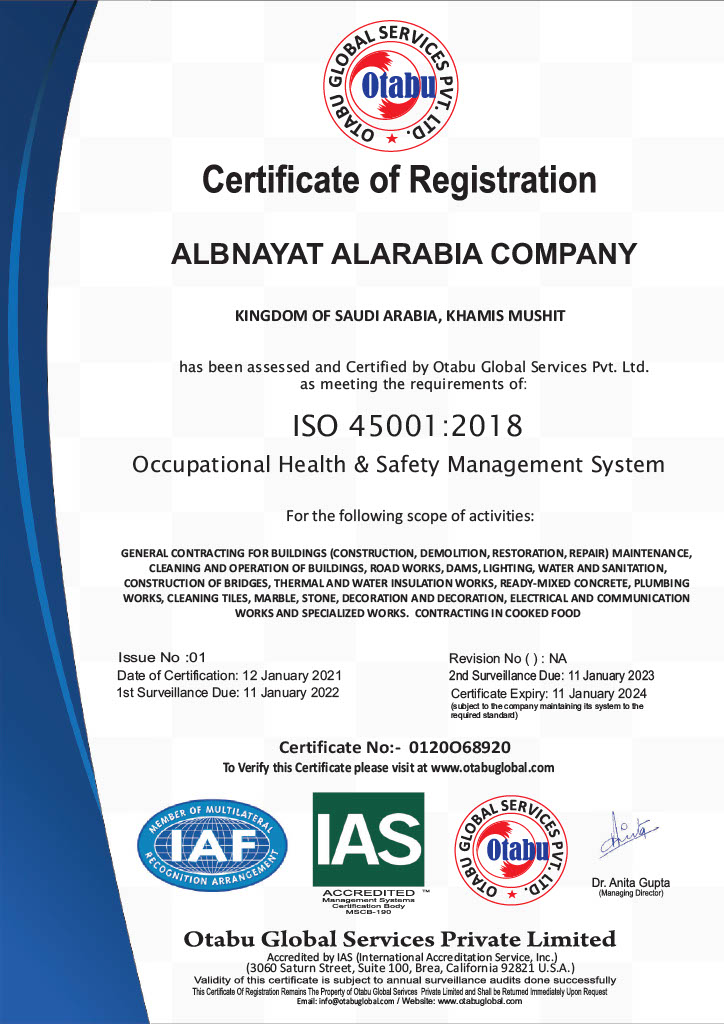 OTABU GLOBAL SERVICES PVT. LTD.
Otabu
Certificate of Registration
ALBNAYAT ALARABIA COMPANY
KINGDOM OF SAUDI ARABIA, KHAMIS MUSHIT
has been assessed and Certified by Otabu Global Services Pvt. Ltd.
as meeting the requirements of:
ISO 45001:2018
Occupational Health & Safety Management System
For the following scope of activities:
GENERAL CONTRACTING FOR BUILDINGS (CONSTRUCTION, DEMOLITION, RESTORATION, REPAIR) MAINTENANCE,
CLEANING AND OPERATION OF BUILDINGS, ROAD WORKS, DAMS, LIGHTING, WATER AND SANITATION,
CONSTRUCTION OF BRIDGES, THERMAL AND WATER INSULATION WORKS, READY-MIXED CONCRETE, PLUMBING
WORKS, CLEANING TILES, MARBLE, STONE, DECORATION AND DECORATION, ELECTRICAL AND COMMUNICATION
WORKS AND SPECIALIZED WORKS. CONTRACTING IN COOKED FOOD
Issue No :01
Date of Certification: 12 January 2021
1st Surveillance Due: 11 January 2022
Revision No ( ) : NA
2nd Surveillance Due: 11 January 2023
Certificate Expiry: 11 January 2024
(subject to the company maintaining its system to the
required standard)
Certificate No:- 0120O68920
To Verify this Certificate please visit at www.otabuglobal.com
MEMBER OF MULTILATERAL
IAF
RECOGNITION ARRANGEMENT
IAS
ACCREDITED ™
Management Systems
Certification Body
MSCB-190
OTABU GLOBAL SERVICES PVT. LTD.
Otabu
Dr. Anita Gupta
(Managing Director)
Otabu Global Services Private Limited
Accredited by IAS (International Accreditation Service, Inc.)
(3060 Saturn Street, Suite 100, Brea, California 92821 U.S.A.)
Validity of this certificate is subject to annual surveillance audits done successfully
This Certificate Of Registration Remains The Property of Otabu Global Services Private Limited and Shall be Returned Immediately Upon Request
Email: info@otabuglobal.com / Website: www.otabuglobal.com